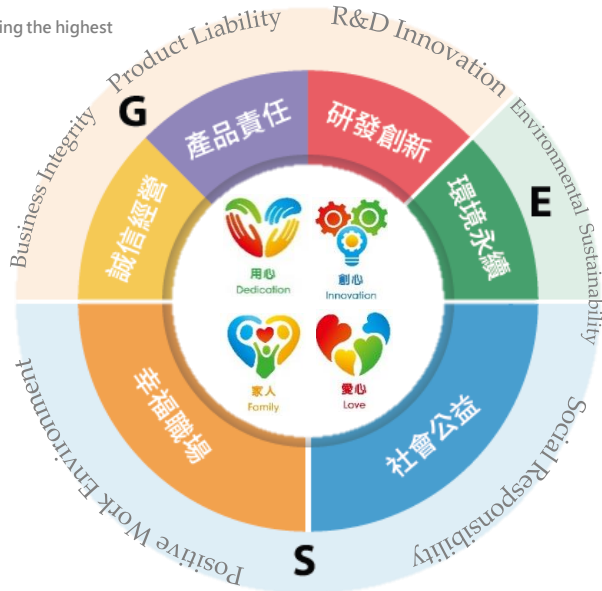 ing the highest
Product Liability
R&D Innovation
Business Integrity
G
產品責任
研發創新
Environmental Sustainability
誠信經營
環境永續
E
用心
Dedication
創心
Innovation
家人
Family
愛心
Love
幸福職場
社會公益
Positive Work Environment
Social Responsibility
S